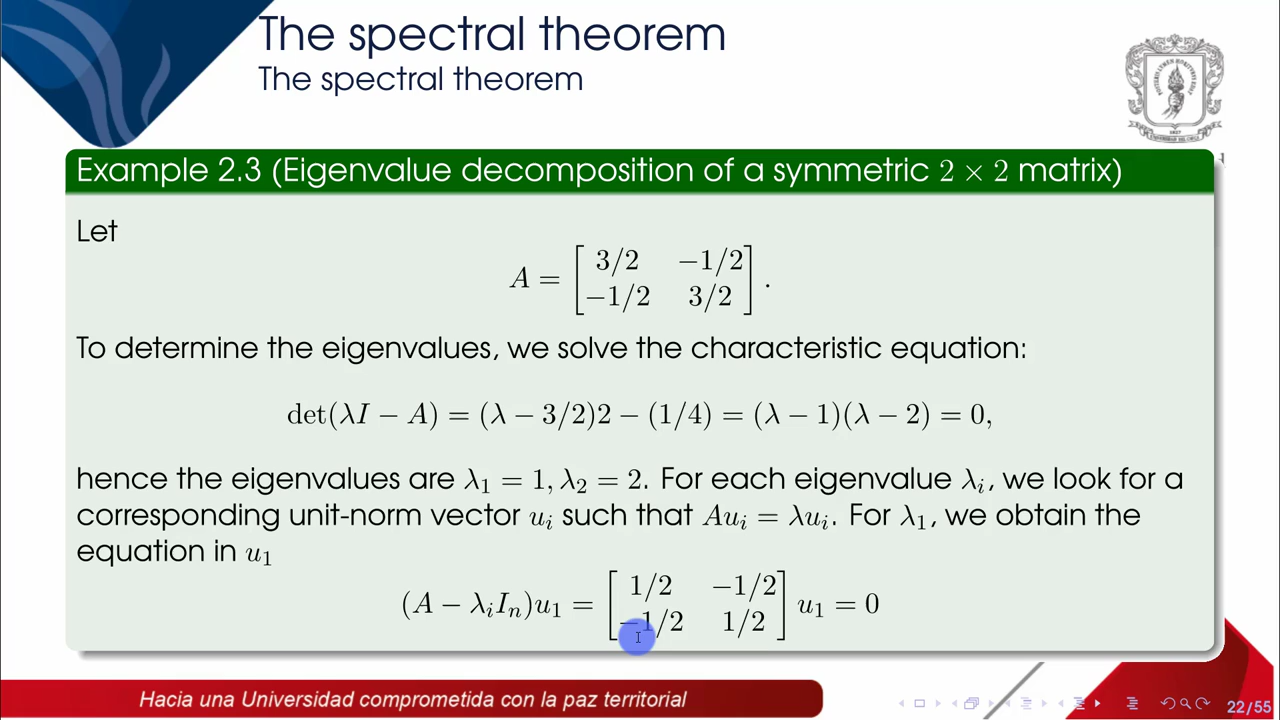 The spectral theorem
The spectral theorem
Example 2.3 (Eigenvalue decomposition of a symmetric 2 × 2 matrix)
Let
A = [ 3/2 −1/2
−1/2 3/2 ] .
To determine the eigenvalues, we solve the characteristic equation:
det(λI − A) = (λ − 3/2)2 − (1/4) = (λ − 1)(λ − 2) = 0,
hence the eigenvalues are λ₁ = 1, λ₂ = 2. For each eigenvalue λᵢ, we look for a
corresponding unit-norm vector uᵢ such that Auᵢ = λuᵢ. For λ₁, we obtain the
equation in u₁
(A − λᵢIₙ)u₁ = [ 1/2 −1/2
−1/2 1/2 ] u₁ = 0
Hacia una Universidad comprometida con la paz territorial
22/55